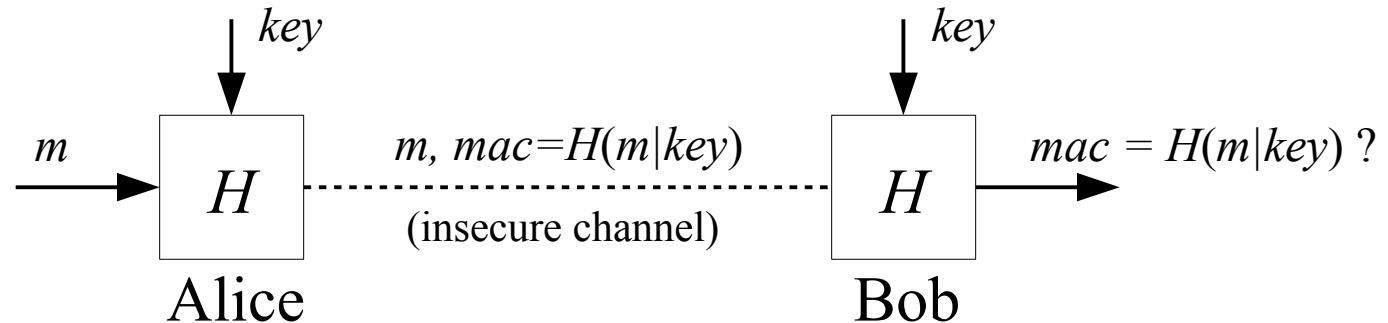 key
key
m
m, mac=H(m|key)
mac = H(m|key) ?
H
H
(insecure channel)
Alice
Bob